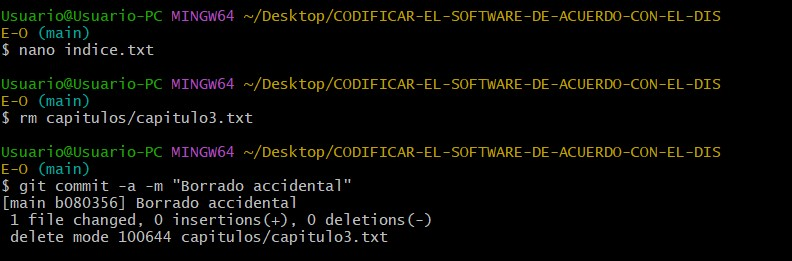 Usuario@Usuario-PC MINGW64 ~/Desktop/CODIFICAR-EL-SOFTWARE-DE-ACUERDO-CON-EL-DIS
E-O (main)
$ nano indice.txt
Usuario@Usuario-PC MINGW64 ~/Desktop/CODIFICAR-EL-SOFTWARE-DE-ACUERDO-CON-EL-DIS
E-O (main)
$ rm capitulos/capitulo3.txt
Usuario@Usuario-PC MINGW64 ~/Desktop/CODIFICAR-EL-SOFTWARE-DE-ACUERDO-CON-EL-DIS
E-O (main)
$ git commit -a -m "Borrado accidental"
[main b080356] Borrado accidental
 1 file changed, 0 insertions(+), 0 deletions(-)
 delete mode 100644 capitulos/capitulo3.txt